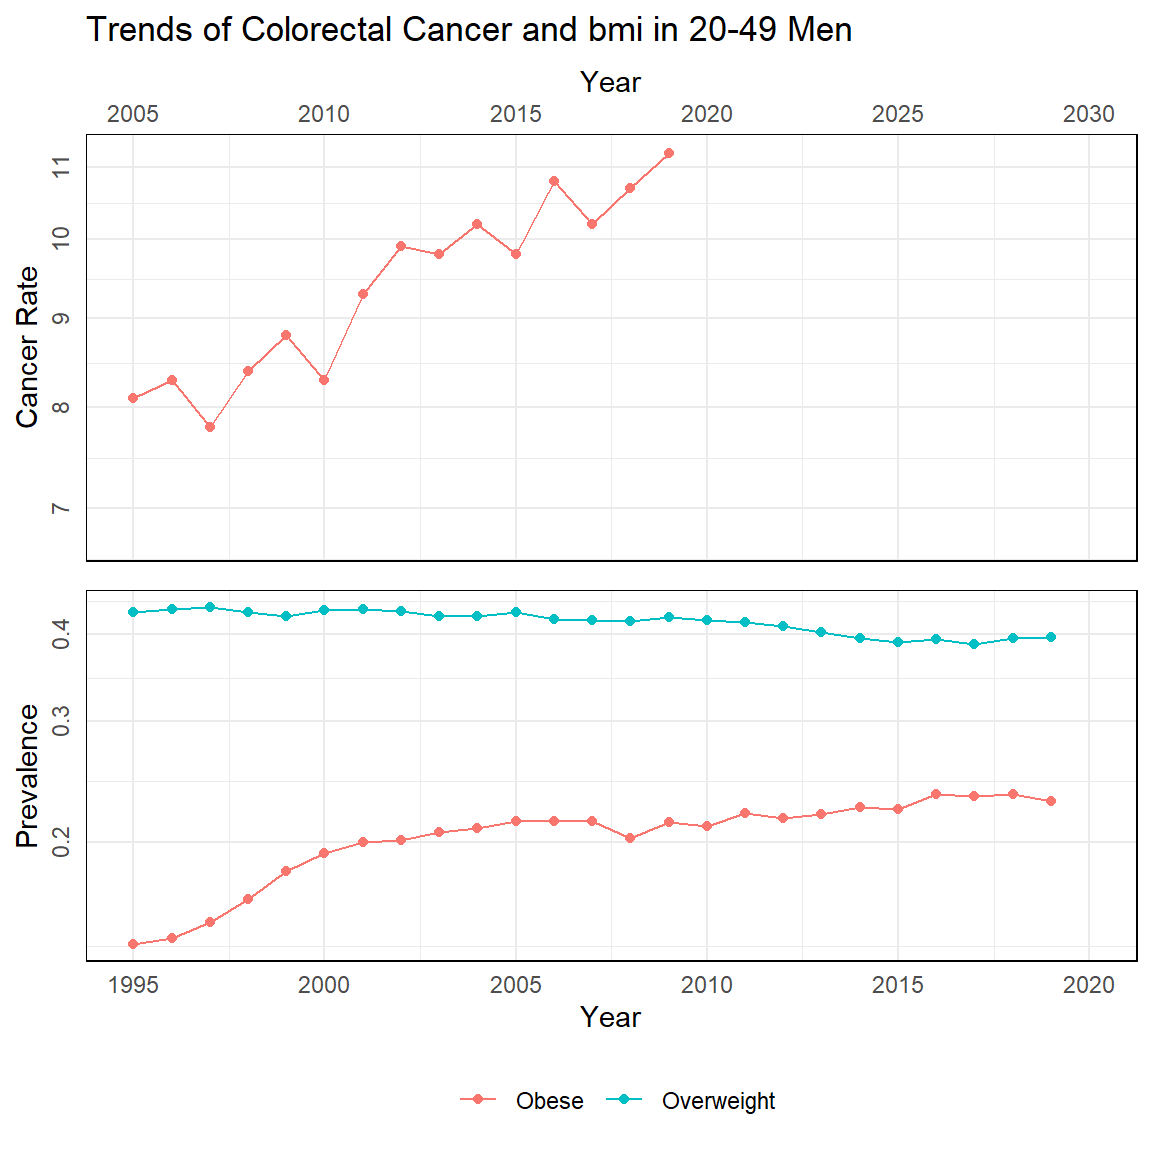 Trends of Colorectal Cancer and bmi in 20-49 Men
Year
2005 2010 2015 2020 2025 2030
Cancer Rate
11
10
9
8
7
Prevalence
0.4
0.3
0.2
1995 2000 2005 2010 2015 2020
Year
Obese Overweight